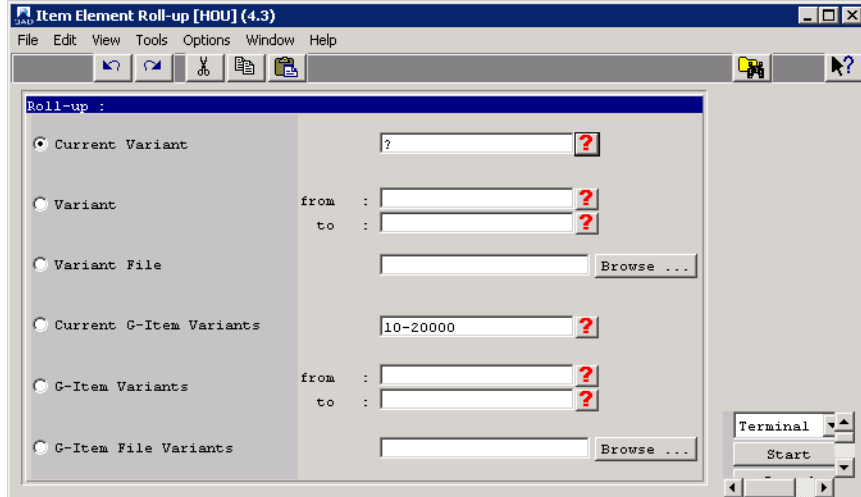 Item Element Roll-up [HOU] (4.3)
File Edit View Tools Options Window Help
Roll-up :
Current Variant ? ?
Variant from : ?
to : ?
Variant File Browse ...
Current G-Item Variants 10-20000 ?
G-Item Variants from : ?
to : ?
G-Item File Variants Browse ...
Terminal
Start